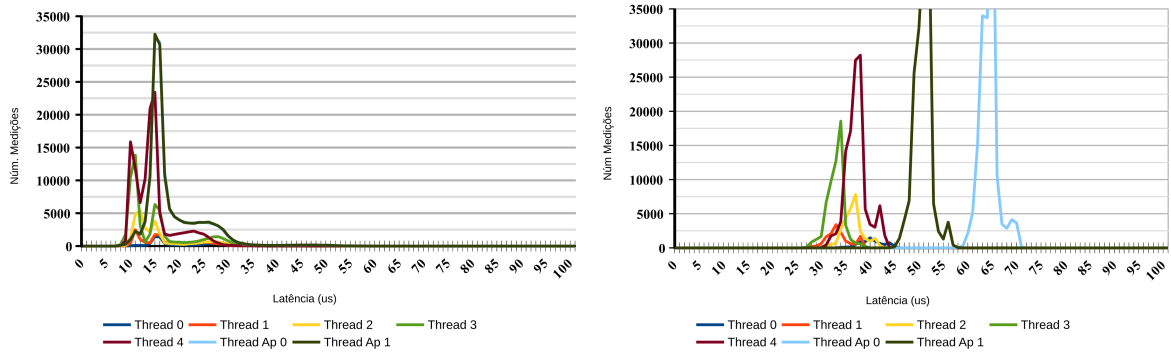 35000
30000
25000
20000
15000
10000
5000
0
Núm. Medições
0 5 10 15 20 25 30 35 40 45 50 55 60 65 70 75 80 85 90 95 100
Latência (us)
Thread 0 Thread 1 Thread 2 Thread 3
Thread 4 Thread Ap 0 Thread Ap 1
35000
30000
25000
20000
15000
10000
5000
0
Núm Medições
0 5 10 15 20 25 30 35 40 45 50 55 60 65 70 75 80 85 90 95 100
Latência (us)
Thread 0 Thread 1 Thread 2 Thread 3
Thread 4 Thread Ap 0 Thread Ap 1